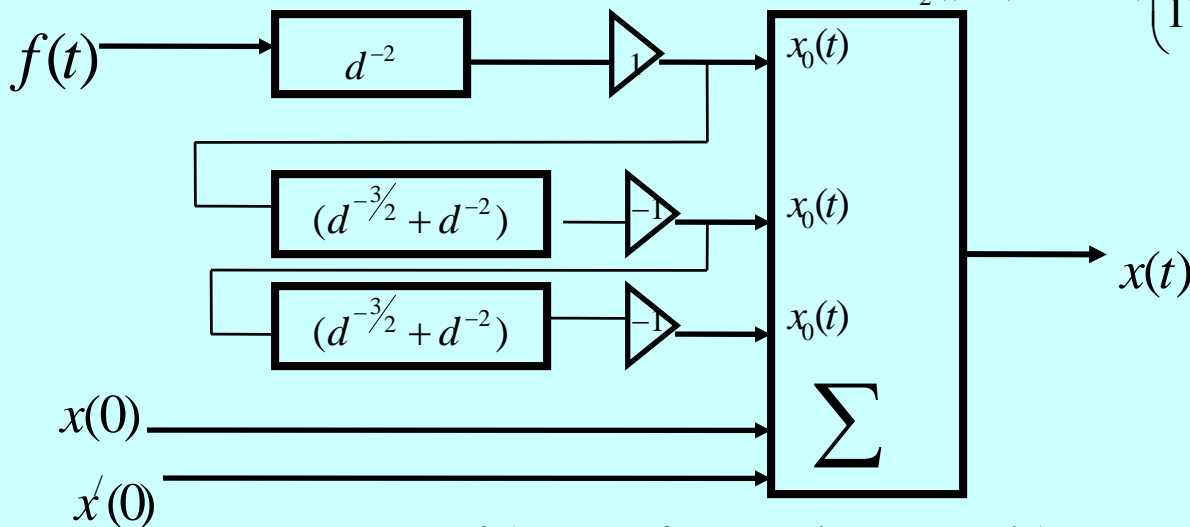 f(t)
d^{-2}
1
x_0(t)
(d^{-3/2} + d^{-2})
−1
x_0(t)
(d^{-3/2} + d^{-2})
−1
x_0(t)
x(t)
x(0)
∑
x^/(0)